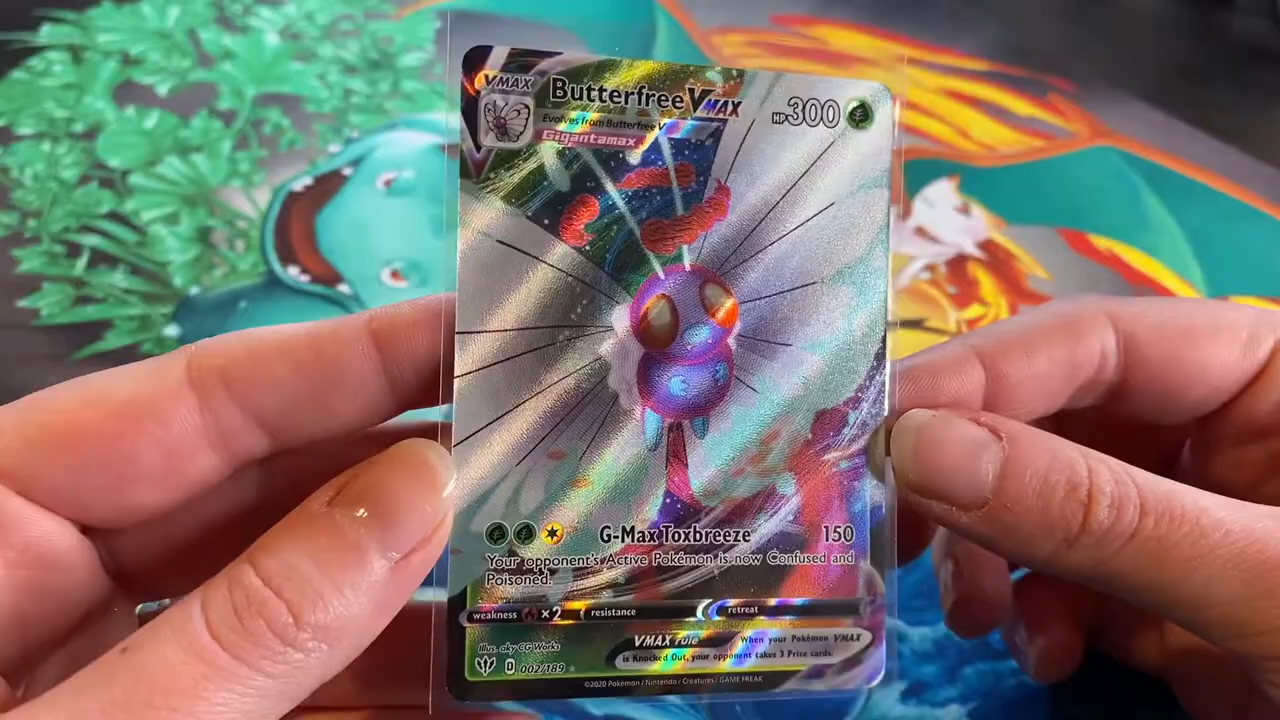 VMAX
Butterfree VMAX
HP 300
Evolves from Butterfree V
Gigantamax
G-Max Toxbreeze 150
Your opponent's Active Pokémon is now Confused and
Poisoned.
weakness ×2 resistance retreat
VMAX rule When your Pokémon VMAX
is Knocked Out, your opponent takes 3 Prize cards.
Illus. aky CG Works
D 002/189
©2020 Pokémon / Nintendo / Creatures / GAME FREAK